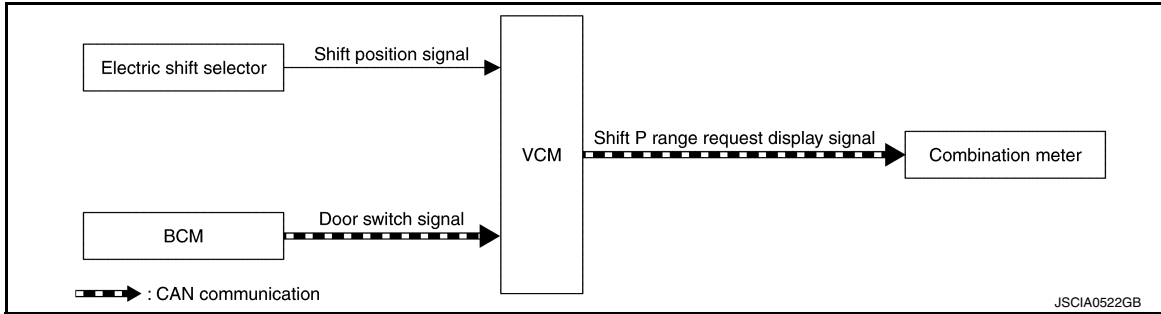 Electric shift selector
Shift position signal
VCM
Shift P range request display signal
Combination meter
BCM
Door switch signal
: CAN communication
JSCIA0522GB